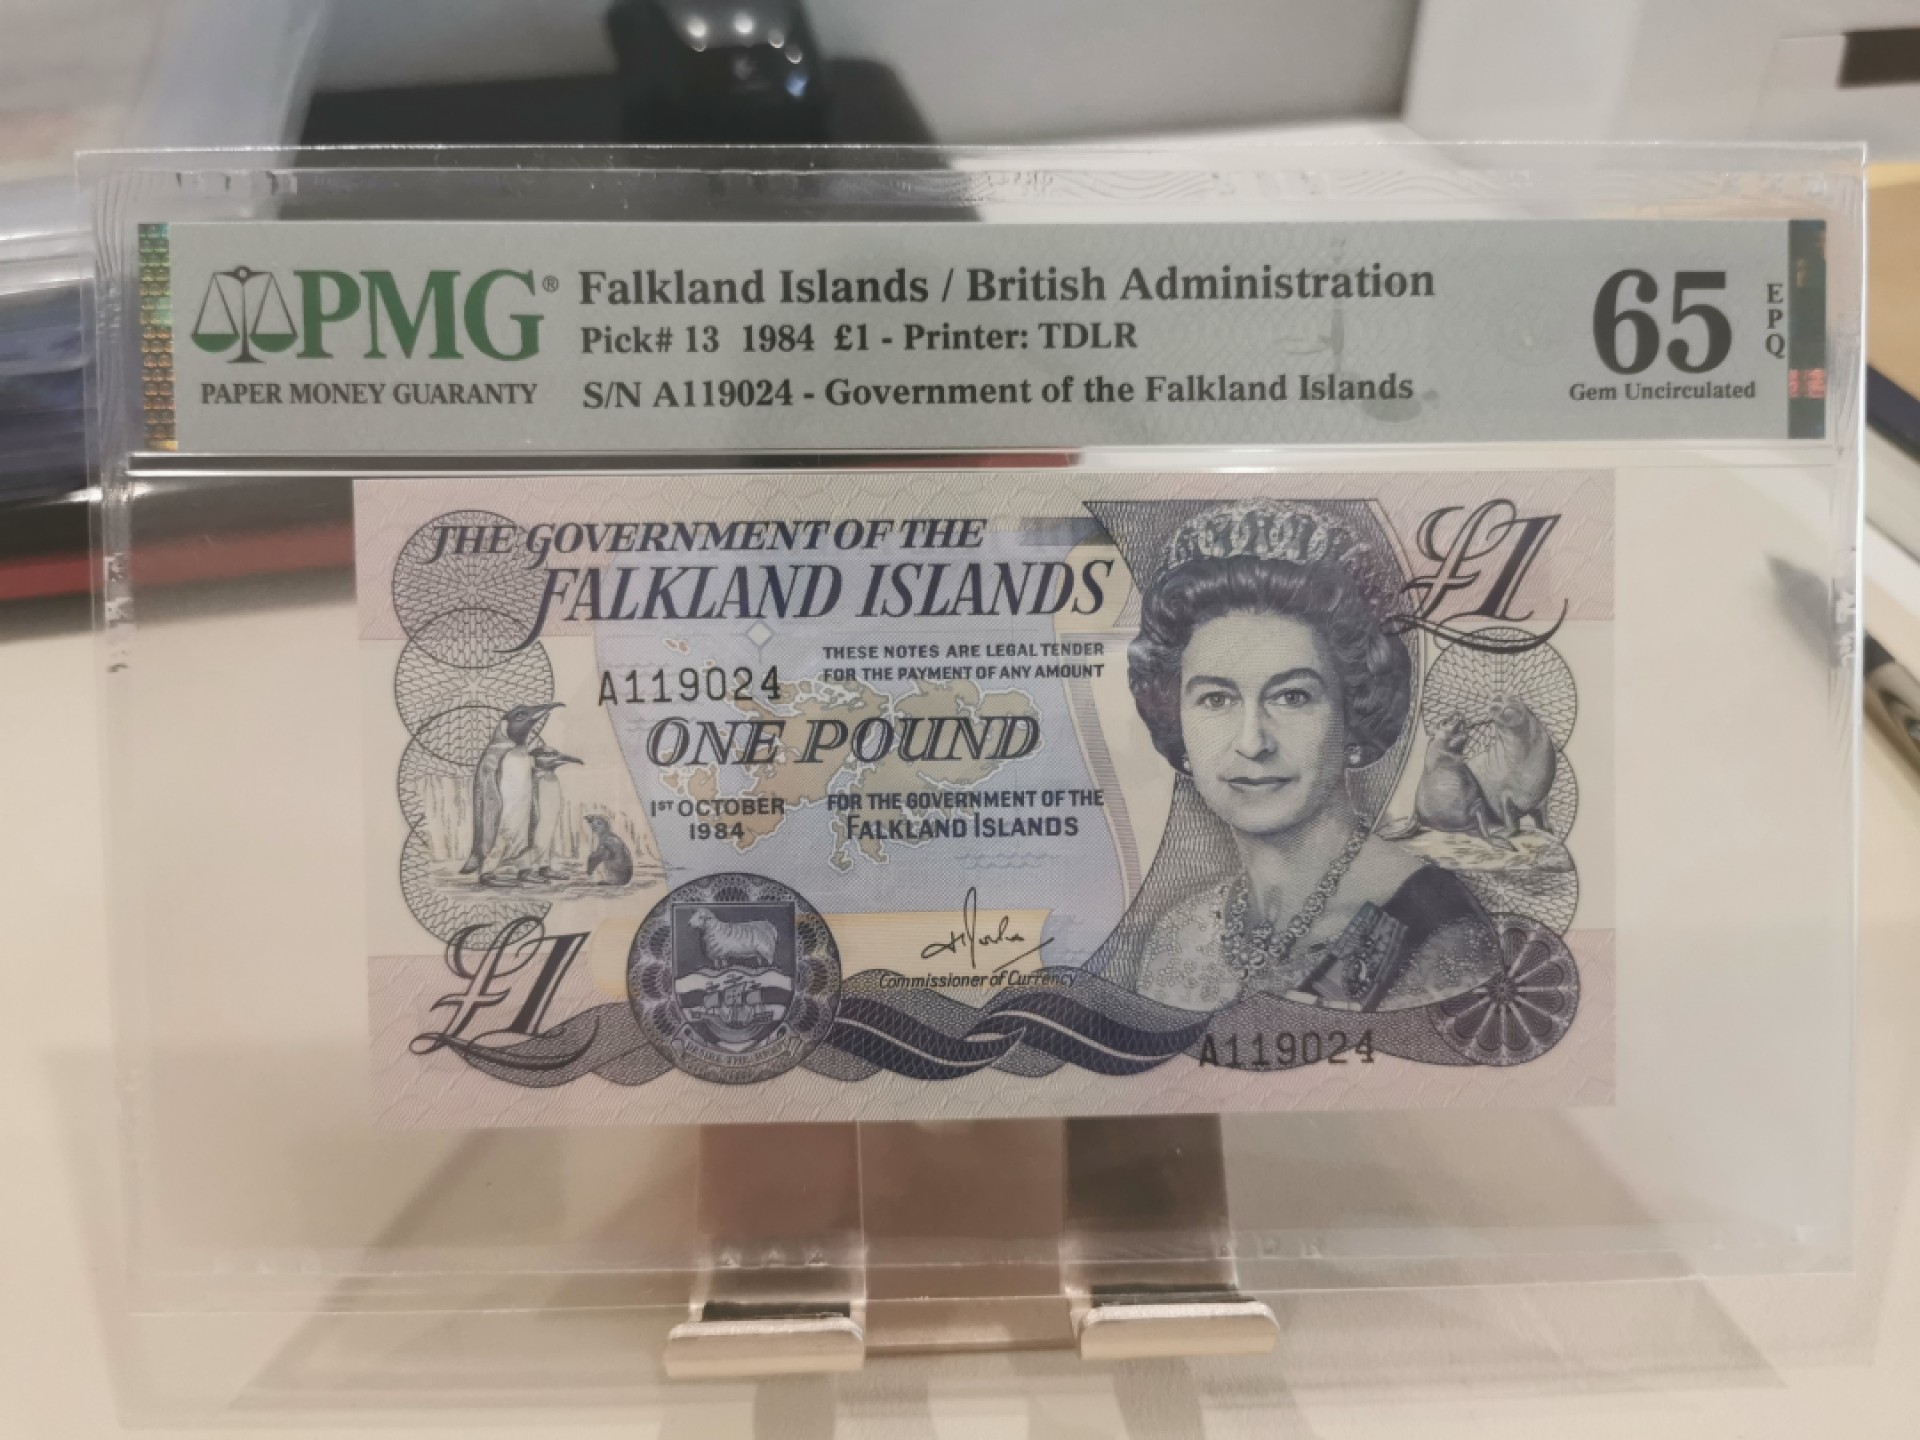 PMG®
PAPER MONEY GUARANTY
Falkland Islands / British Administration
Pick# 13 1984 £1 - Printer: TDLR
S/N A119024 - Government of the Falkland Islands
65
EPQ
Gem Uncirculated
THE GOVERNMENT OF THE
FALKLAND ISLANDS
£1
THESE NOTES ARE LEGAL TENDER
FOR THE PAYMENT OF ANY AMOUNT
A119024
ONE POUND
1ST OCTOBER
1984
FOR THE GOVERNMENT OF THE
FALKLAND ISLANDS
Commissioner of Currency
£1
DESIRE THE RIGHT
A119024